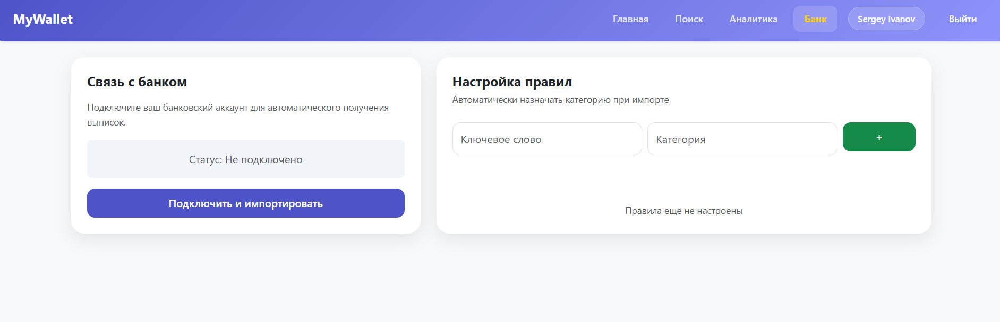 MyWallet
Главная
Поиск
Аналитика
Банк
Sergey Ivanov
Выйти
Связь с банком
Подключите ваш банковский аккаунт для автоматического получения
выписок.
Статус: Не подключено
Подключить и импортировать
Настройка правил
Автоматически назначать категорию при импорте
Ключевое слово
Категория
+
Правила еще не настроены